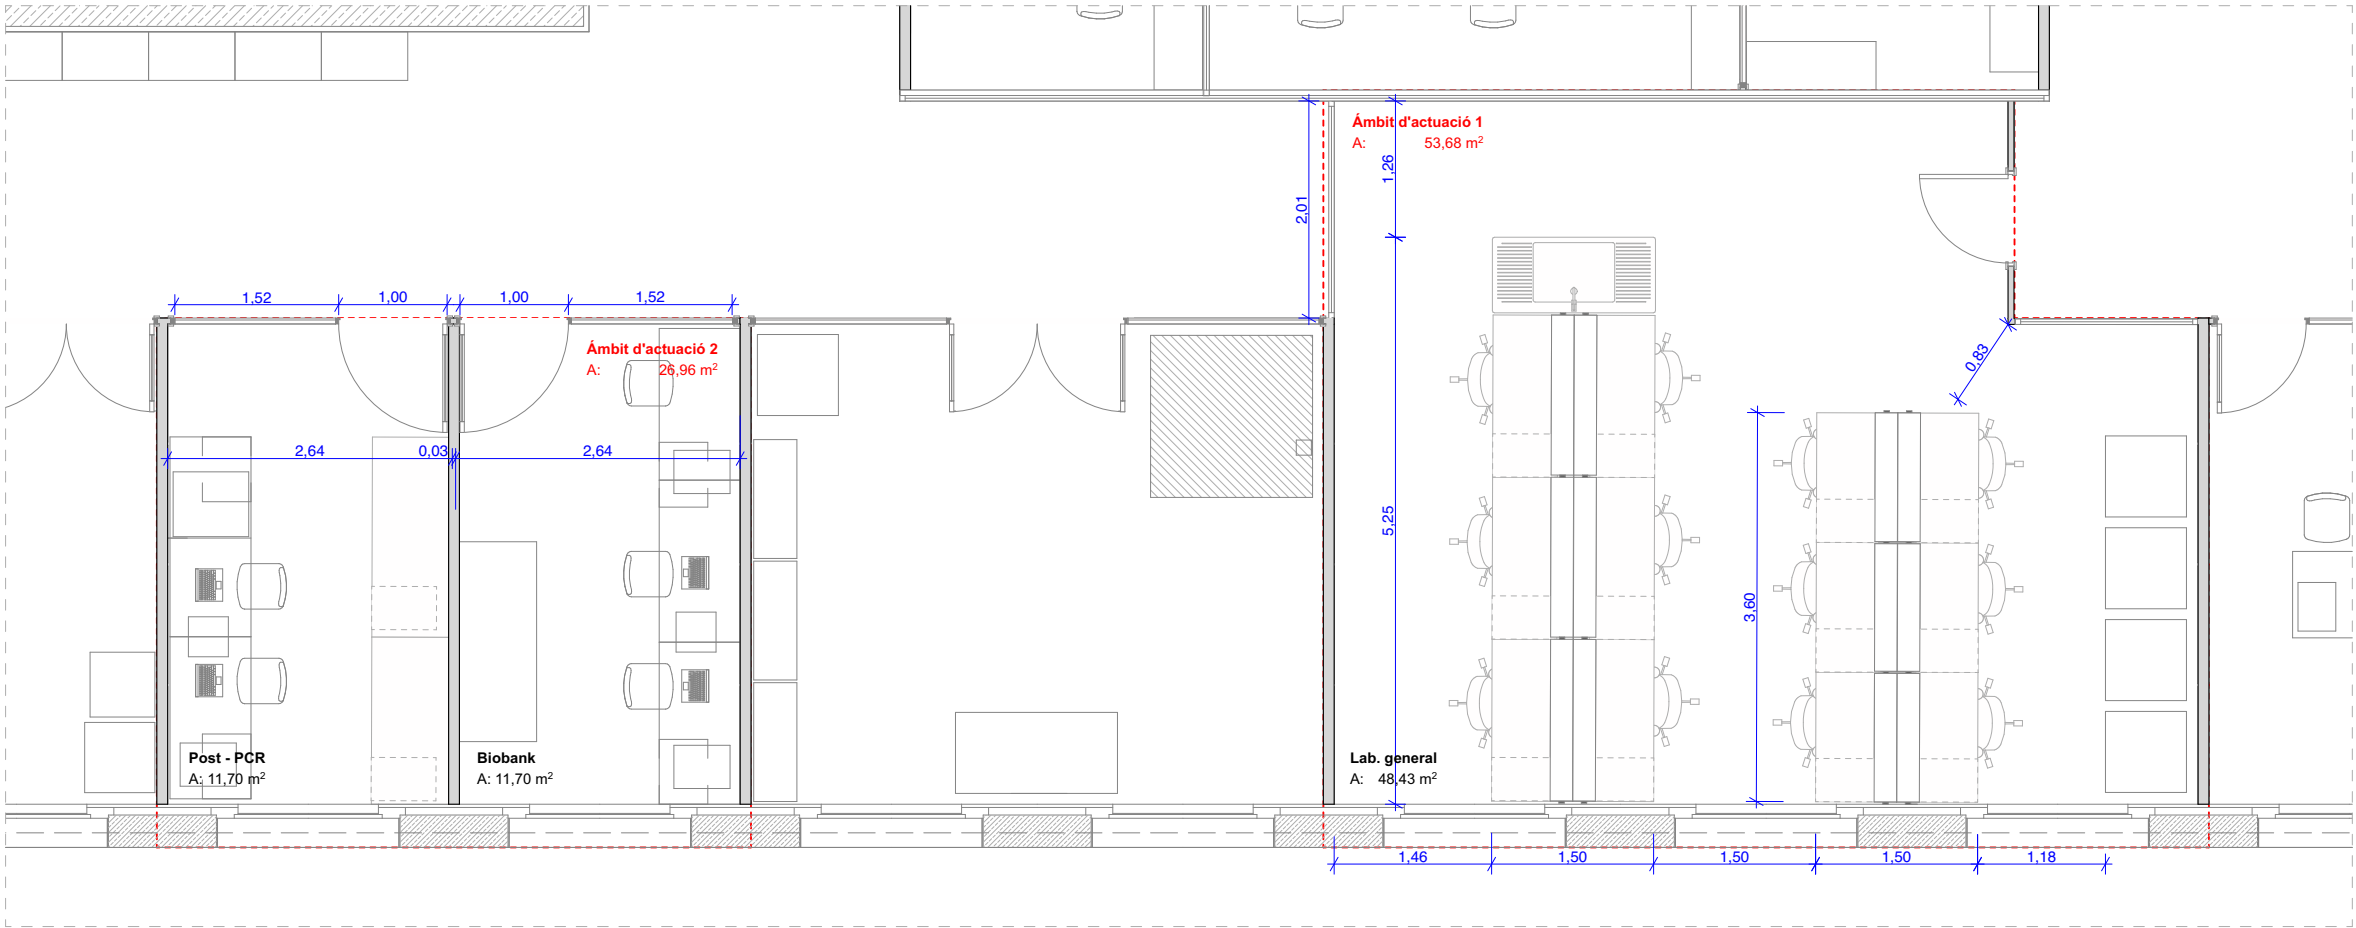 Ámbit d'actuació 1
A: 53,68 m²
1,26
2,01
1,52
1,00
1,00
1,52
Ámbit d'actuació 2
A: 26,96 m²
0,83
2,64
0,03
2,64
5,25
3,60
Post - PCR
A: 11,70 m²
Biobank
A: 11,70 m²
Lab. general
A: 48,43 m²
1,46
1,50
1,50
1,50
1,18